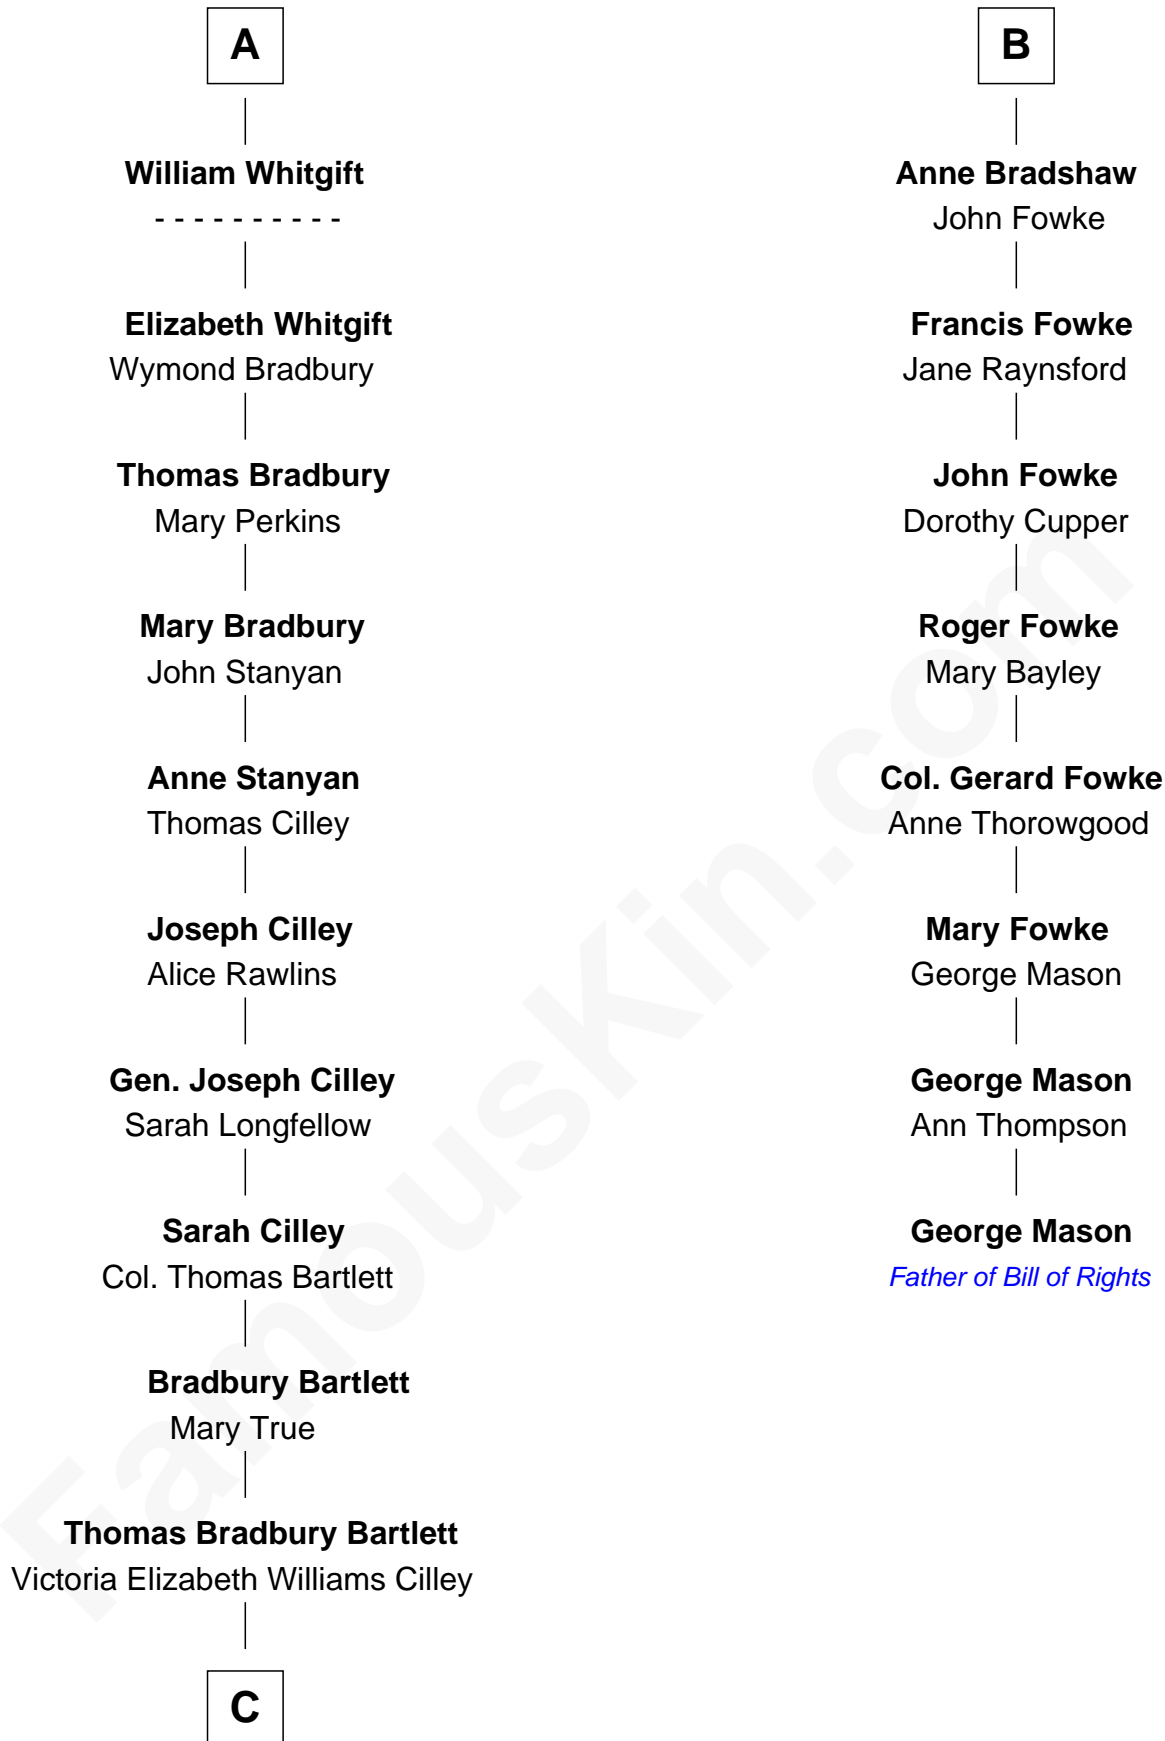 A
William Whitgift
- - - - - - - - - -
Elizabeth Whitgift
Wymond Bradbury
Thomas Bradbury
Mary Perkins
Mary Bradbury
John Stanyan
Anne Stanyan
Thomas Cilley
Joseph Cilley
Alice Rawlins
Gen. Joseph Cilley
Sarah Longfellow
Sarah Cilley
Col. Thomas Bartlett
Bradbury Bartlett
Mary True
Thomas Bradbury Bartlett
Victoria Elizabeth Williams Cilley
C
B
Anne Bradshaw
John Fowke
Francis Fowke
Jane Raynsford
John Fowke
Dorothy Cupper
Roger Fowke
Mary Bayley
Col. Gerard Fowke
Anne Thorowgood
Mary Fowke
George Mason
George Mason
Ann Thompson
George Mason
Father of Bill of Rights
FamousKin.com